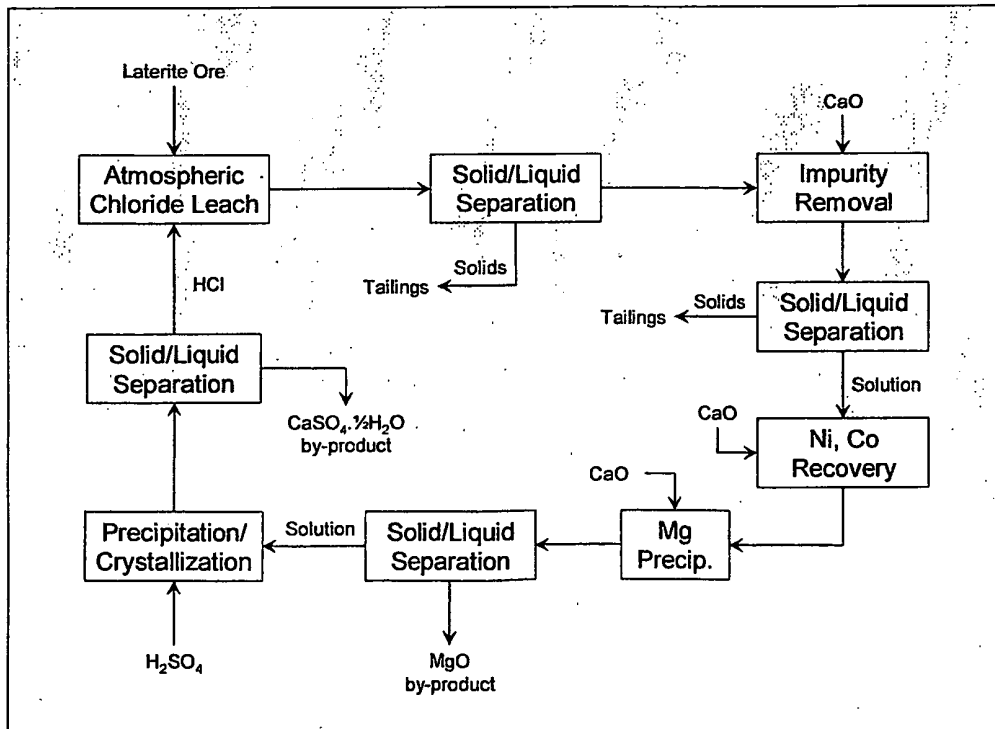 Laterite Ore
CaO
Atmospheric
Chloride Leach
Solid/Liquid
Separation
Impurity
Removal
Solids
Tailings
HCl
Solids
Tailings
Solid/Liquid
Separation
Solid/Liquid
Separation
Solution
CaSO₄.½H₂O
by-product
CaO
Ni, Co
Recovery
CaO
Precipitation/
Crystallization
Solution
Solid/Liquid
Separation
Mg
Precip.
H₂SO₄
MgO
by-product